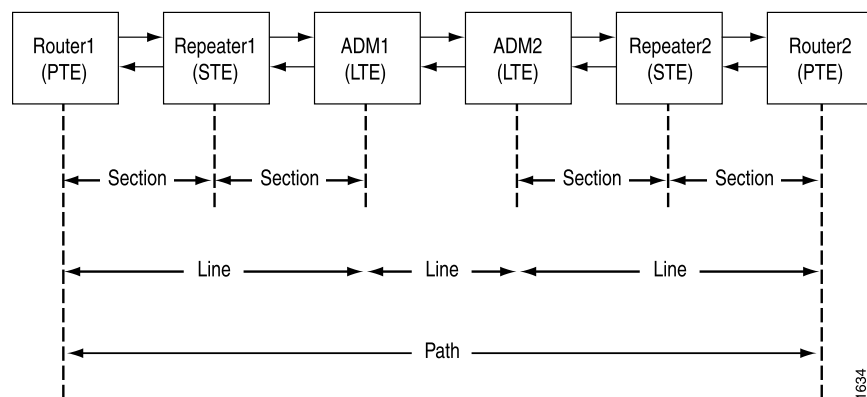 Router1
(PTE)
Repeater1
(STE)
ADM1
(LTE)
ADM2
(LTE)
Repeater2
(STE)
Router2
(PTE)
Section
Section
Section
Section
Line
Line
Line
Path
1634